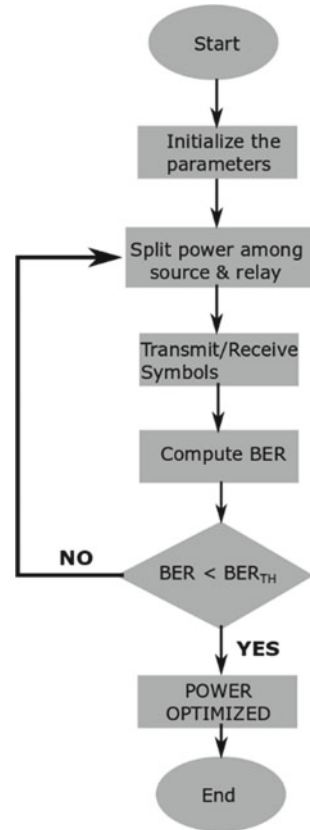 Start
Initialize the
parameters
Split power among
source & relay
Transmit/Receive
Symbols
Compute BER
BER < BERTH
NO
YES
POWER
OPTIMIZED
End